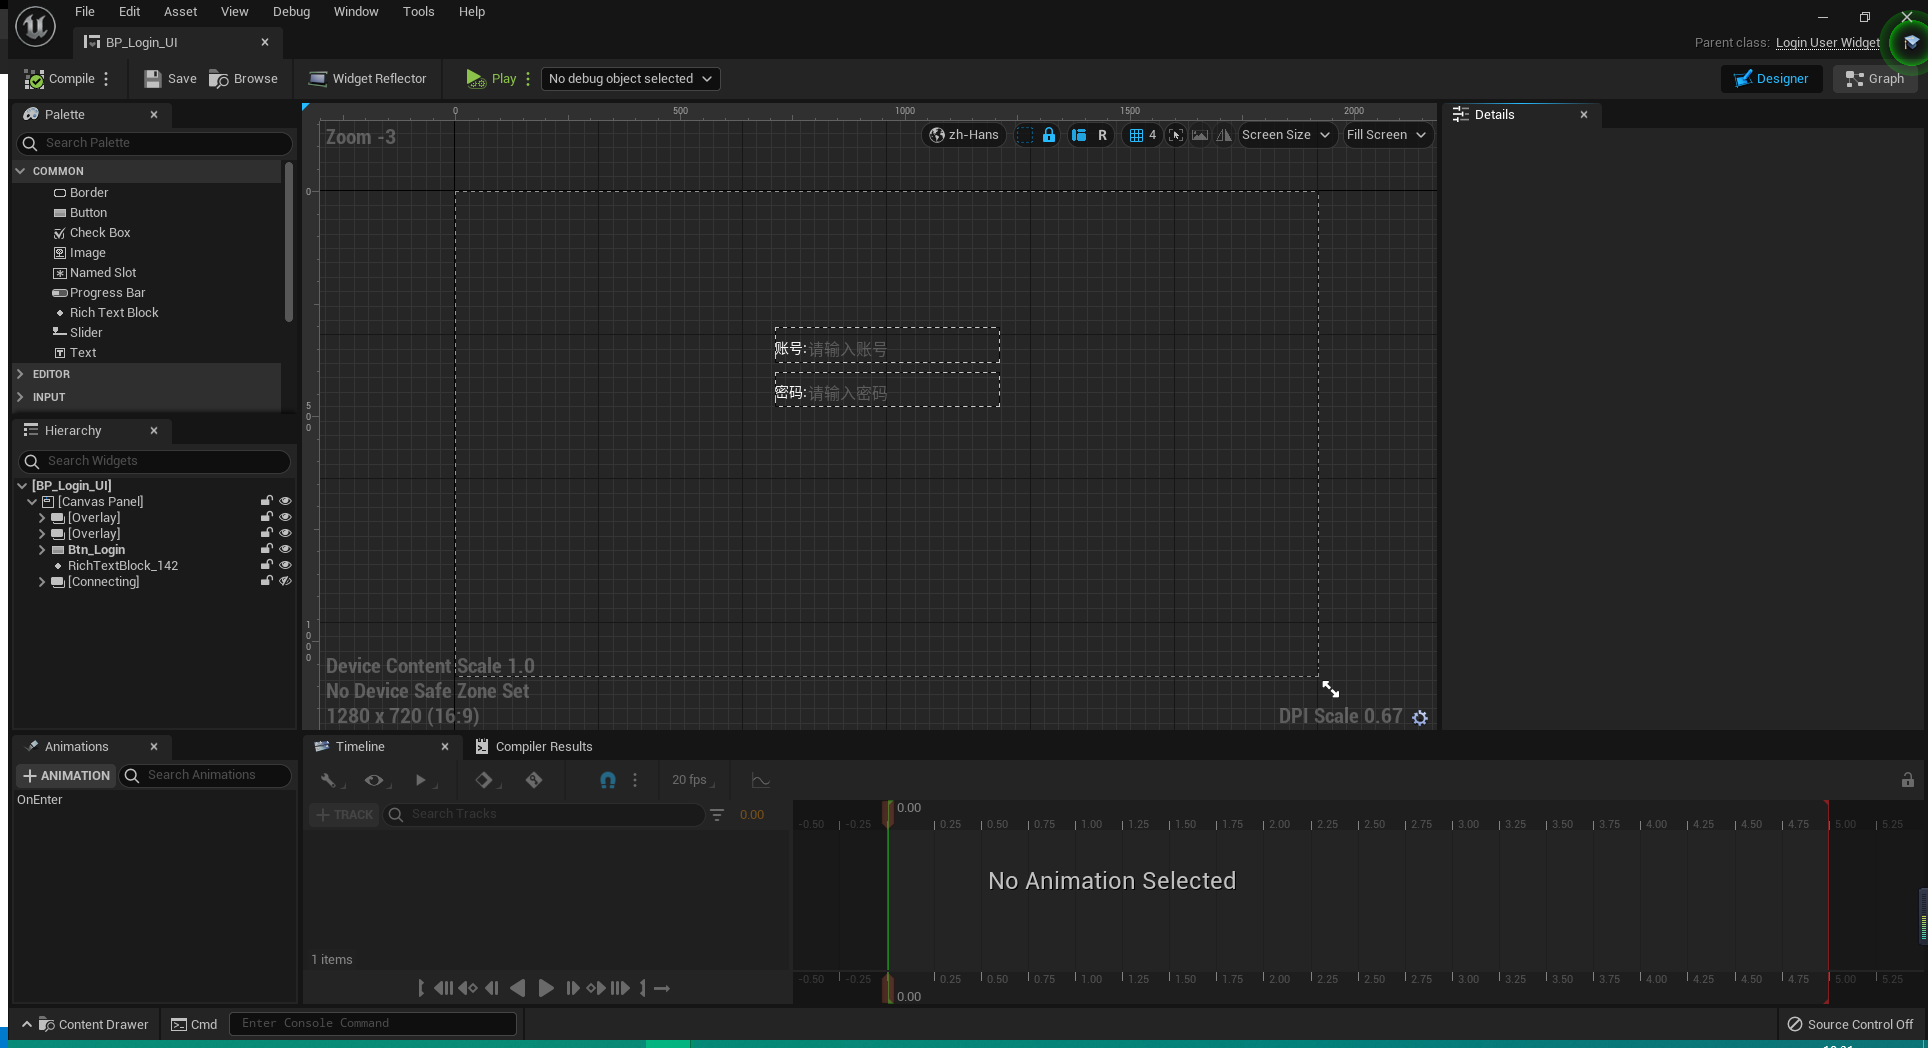 File Edit Asset View Debug Window Tools Help
BP_Login_UI
Parent class: Login User Widget
Compile Save Browse Widget Reflector Play No debug object selected Designer Graph
Palette
Search Palette
COMMON
Border
Button
Check Box
Image
Named Slot
Progress Bar
Rich Text Block
Slider
Text
EDITOR
INPUT
Hierarchy
Search Widgets
[BP_Login_UI]
[Canvas Panel]
[Overlay]
[Overlay]
Btn_Login
RichTextBlock_142
[Connecting]
0 500 1000 1500 2000
Zoom -3
zh-Hans R 4 Screen Size Fill Screen
0
500
1000
账号: 请输入账号
密码: 请输入密码
Device Content Scale 1.0
No Device Safe Zone Set
1280 x 720 (16:9)
DPI Scale 0.67
Details
Animations
ANIMATION Search Animations
OnEnter
Timeline Compiler Results
20 fps
TRACK Search Tracks 0.00
0.00
-0.50 -0.25 0.25 0.50 0.75 1.00 1.25 1.50 1.75 2.00 2.25 2.50 2.75 3.00 3.25 3.50 3.75 4.00 4.25 4.50 4.75 5.00 5.25
No Animation Selected
1 items
-0.50 -0.25 0.25 0.50 0.75 1.00 1.25 1.50 1.75 2.00 2.25 2.50 2.75 3.00 3.25 3.50 3.75 4.00 4.25 4.50 4.75 5.00 5.25
0.00
Content Drawer Cmd Enter Console Command Source Control Off